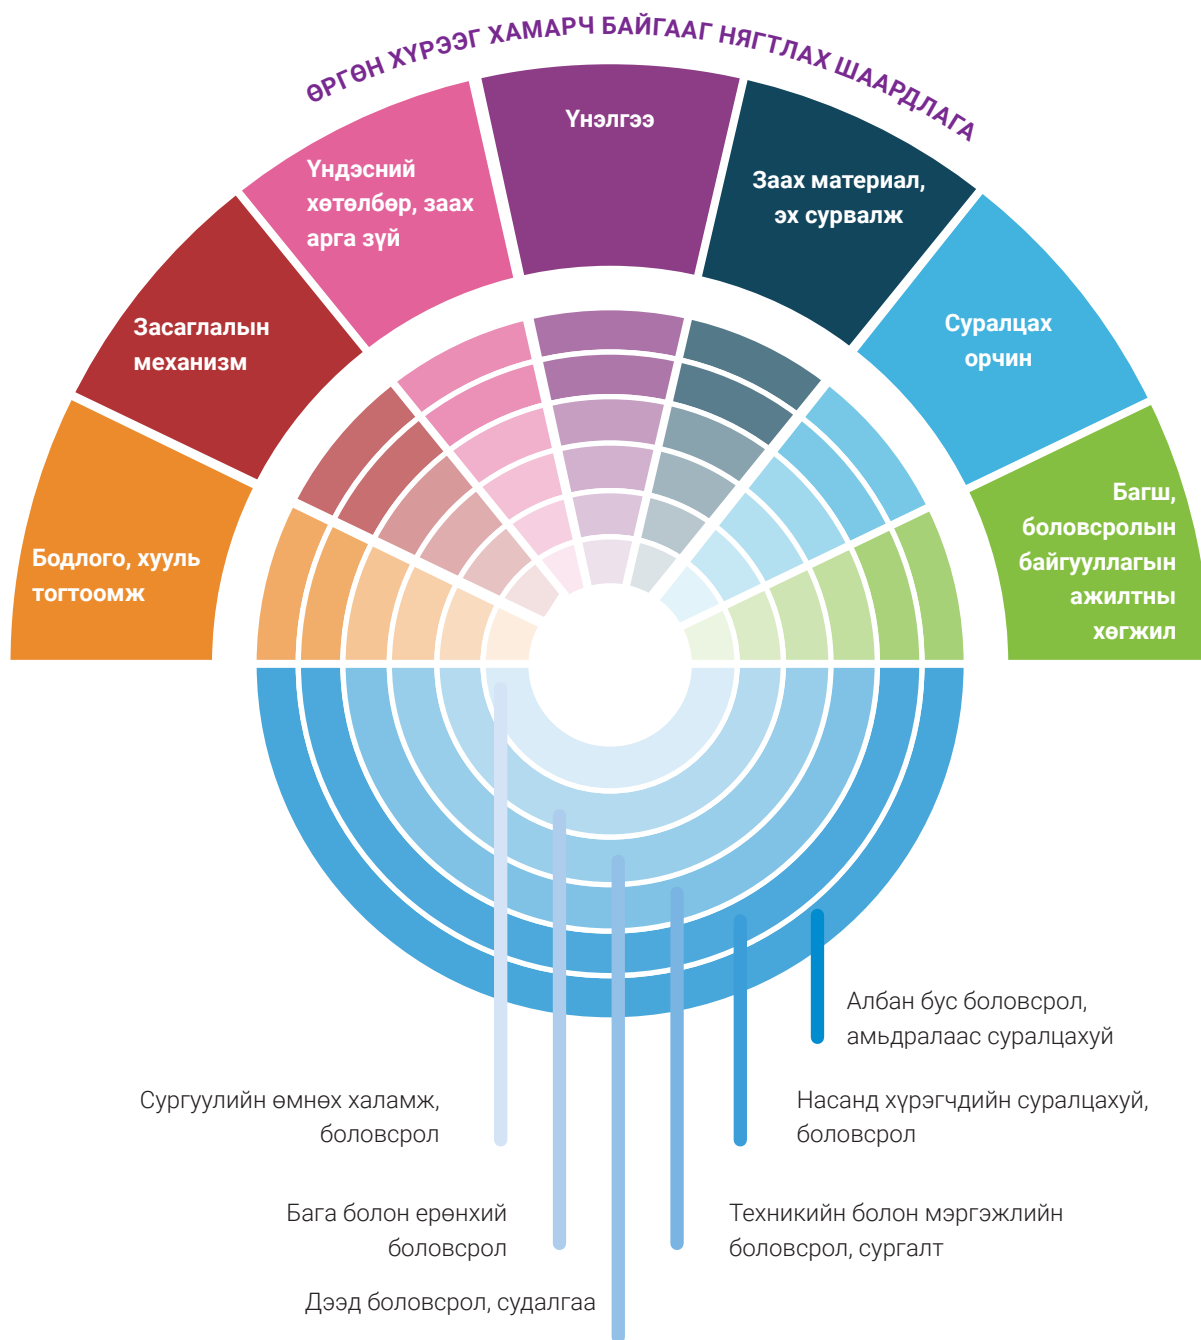 ӨРГӨН ХҮРЭЭГ ХАМАРЧ БАЙГААГ НЯГТЛАХ ШААРДЛАГА
Бодлого, хууль
тогтоомж
Засаглалын
механизм
Үндэсний
хөтөлбөр, заах
арга зүй
Үнэлгээ
Заах материал,
эх сурвалж
Суралцах
орчин
Багш,
боловсролын
байгууллагын
ажилтны
хөгжил
Албан бус боловсрол,
амьдралаас суралцахуй
Сургуулийн өмнөх халамж,
боловсрол
Насанд хүрэгчдийн суралцахуй,
боловсрол
Бага болон ерөнхий
боловсрол
Техникийн болон мэргэжлийн
боловсрол, сургалт
Дээд боловсрол, судалгаа